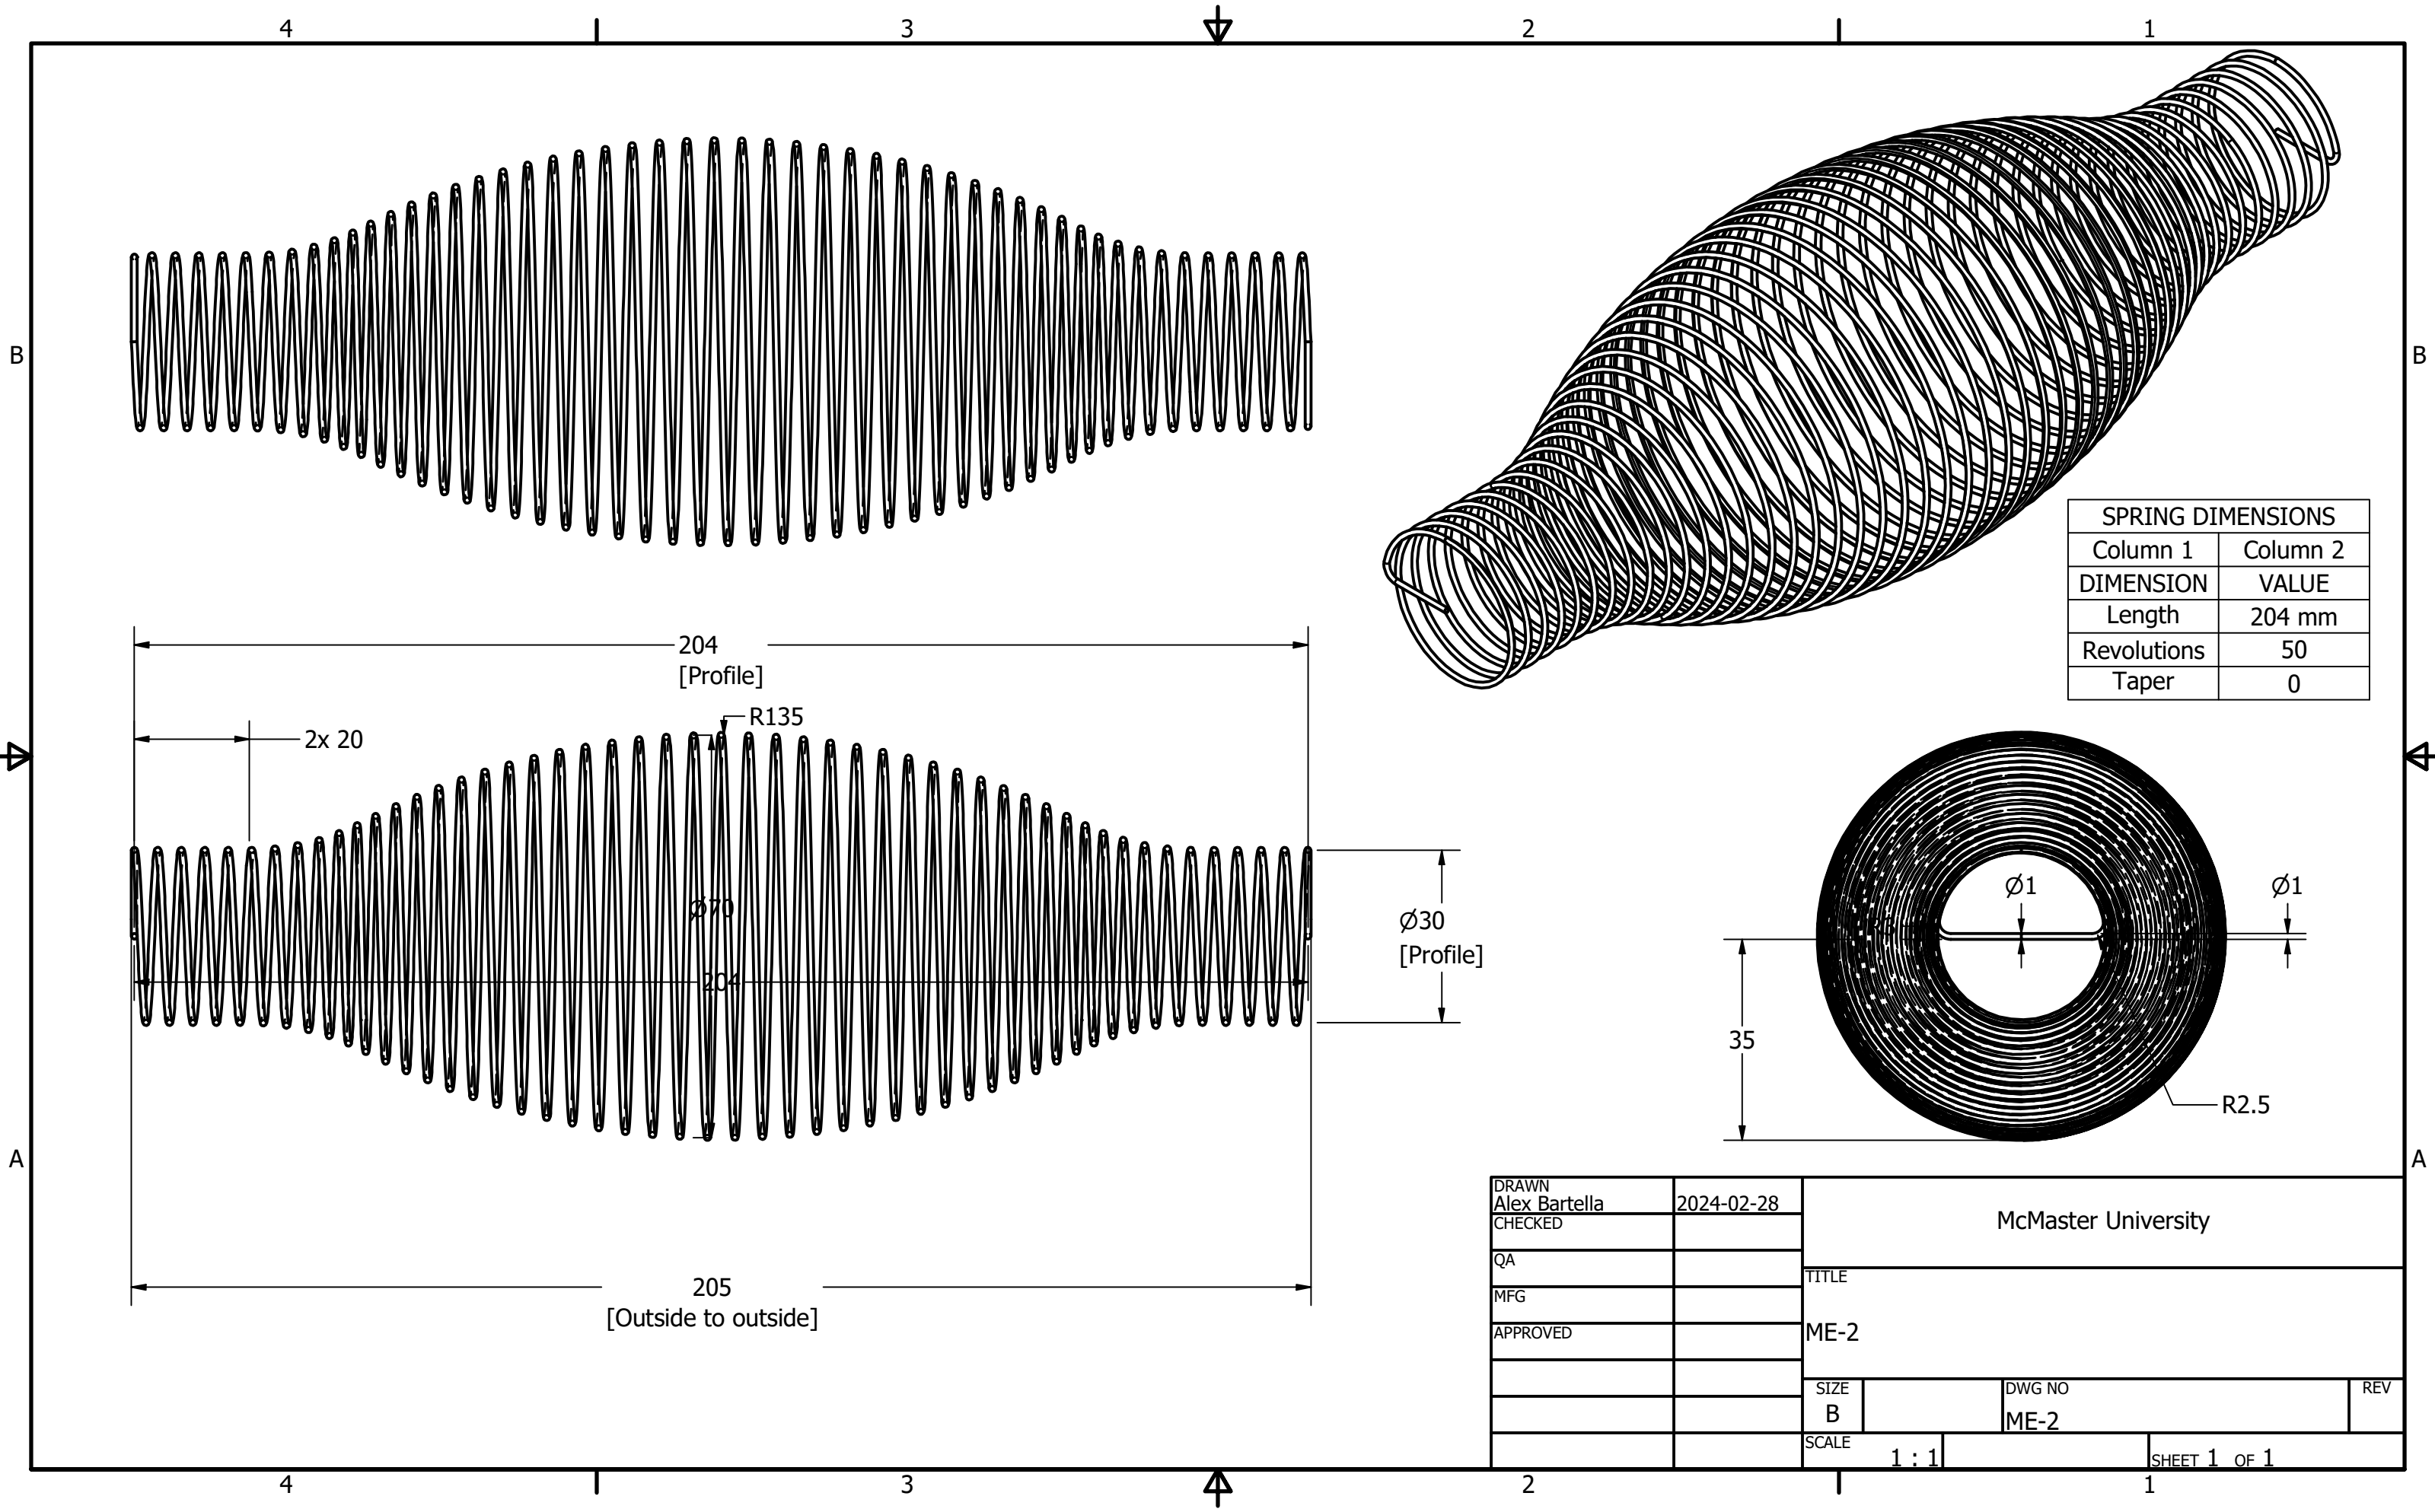 4 3 2 1
B B
SPRING DIMENSIONS
Column 1 Column 2
DIMENSION VALUE
Length 204 mm
Revolutions 50
Taper 0
204
[Profile]
R135
2x 20
Ø70
204
Ø30
[Profile]
205
[Outside to outside]
Ø1
Ø1
35
R2.5
A A
DRAWN
Alex Bartella 2024-02-28
CHECKED
QA
MFG
APPROVED
McMaster University
TITLE
ME-2
SIZE
B
DWG NO
ME-2
REV
SCALE
1 : 1
SHEET 1 OF 1
4 3 2 1